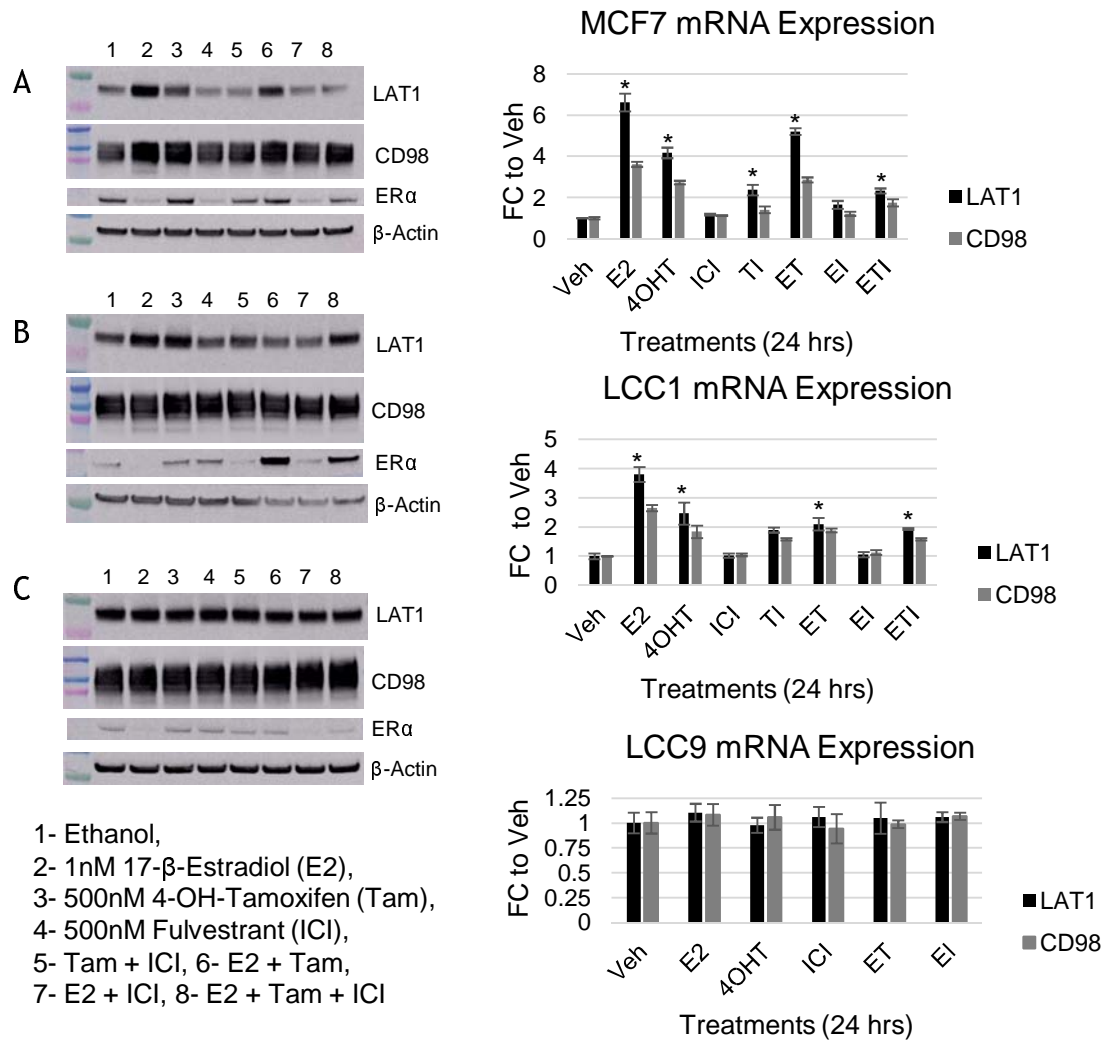 A
1 2 3 4 5 6 7 8
LAT1
CD98
ERα
β-Actin
MCF7 mRNA Expression
FC to Veh
8
6
4
2
0
*
*
*
*
*
Veh
E2
4OHT
ICI
TI
ET
EI
ETI
Treatments (24 hrs)
LAT1
CD98
B
1 2 3 4 5 6 7 8
LAT1
CD98
ERα
β-Actin
LCC1 mRNA Expression
FC to Veh
5
4
3
2
1
0
*
*
*
*
Veh
E2
4OHT
ICI
TI
ET
EI
ETI
Treatments (24 hrs)
LAT1
CD98
C
1 2 3 4 5 6 7 8
LAT1
CD98
ERα
β-Actin
LCC9 mRNA Expression
FC to Veh
1.25
1
0.75
0.5
0.25
0
Veh
E2
4OHT
ICI
ET
EI
Treatments (24 hrs)
LAT1
CD98
1- Ethanol,
2- 1nM 17-β-Estradiol (E2),
3- 500nM 4-OH-Tamoxifen (Tam),
4- 500nM Fulvestrant (ICI),
5- Tam + ICI, 6- E2 + Tam,
7- E2 + ICI, 8- E2 + Tam + ICI